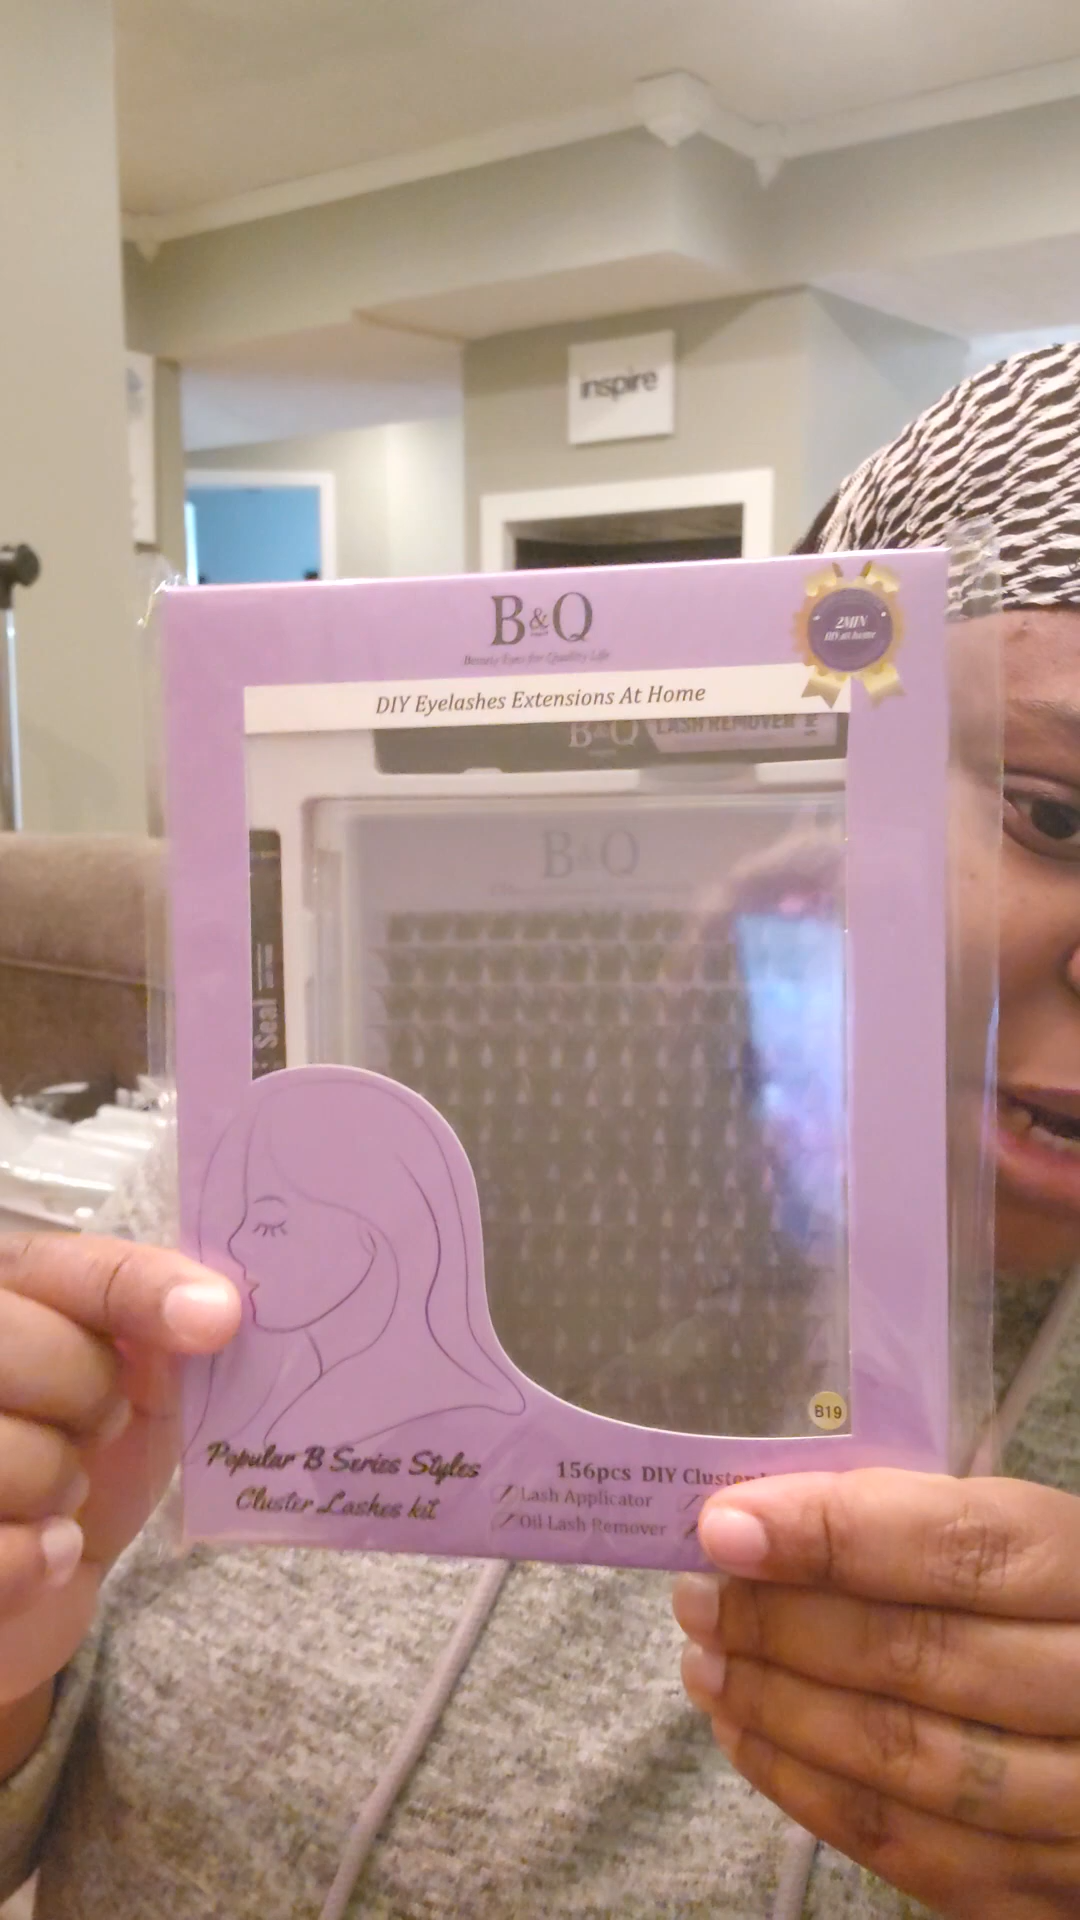 inspire
B&Q
Beauty Eyes for Quality Life
2MIN
DIY at home
DIY Eyelashes Extensions At Home
B&Q LASH REMOVER
B&Q
Seal
B19
Popular B Series Styles
Cluster Lashes kit
156pcs DIY Cluster
Lash Applicator
Oil Lash Remover